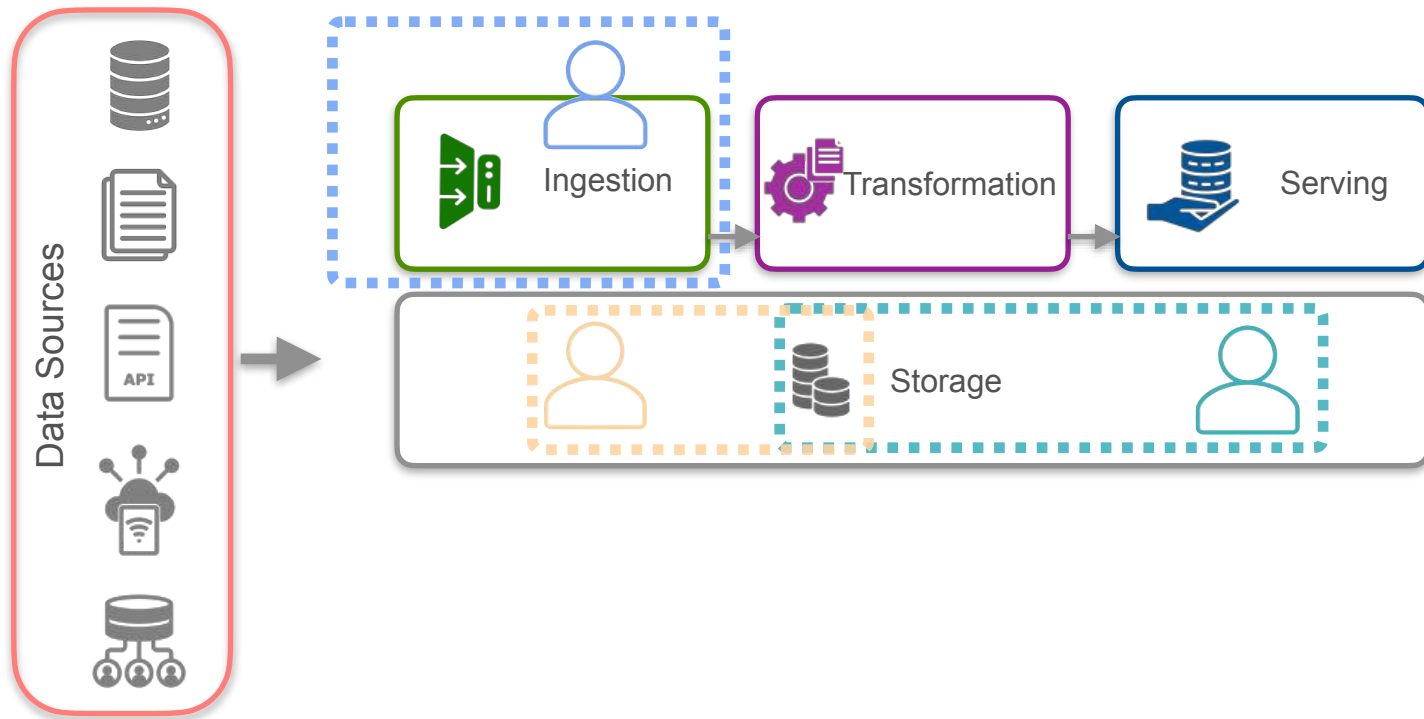 Data Sources
API
Ingestion
Transformation
Serving
Storage